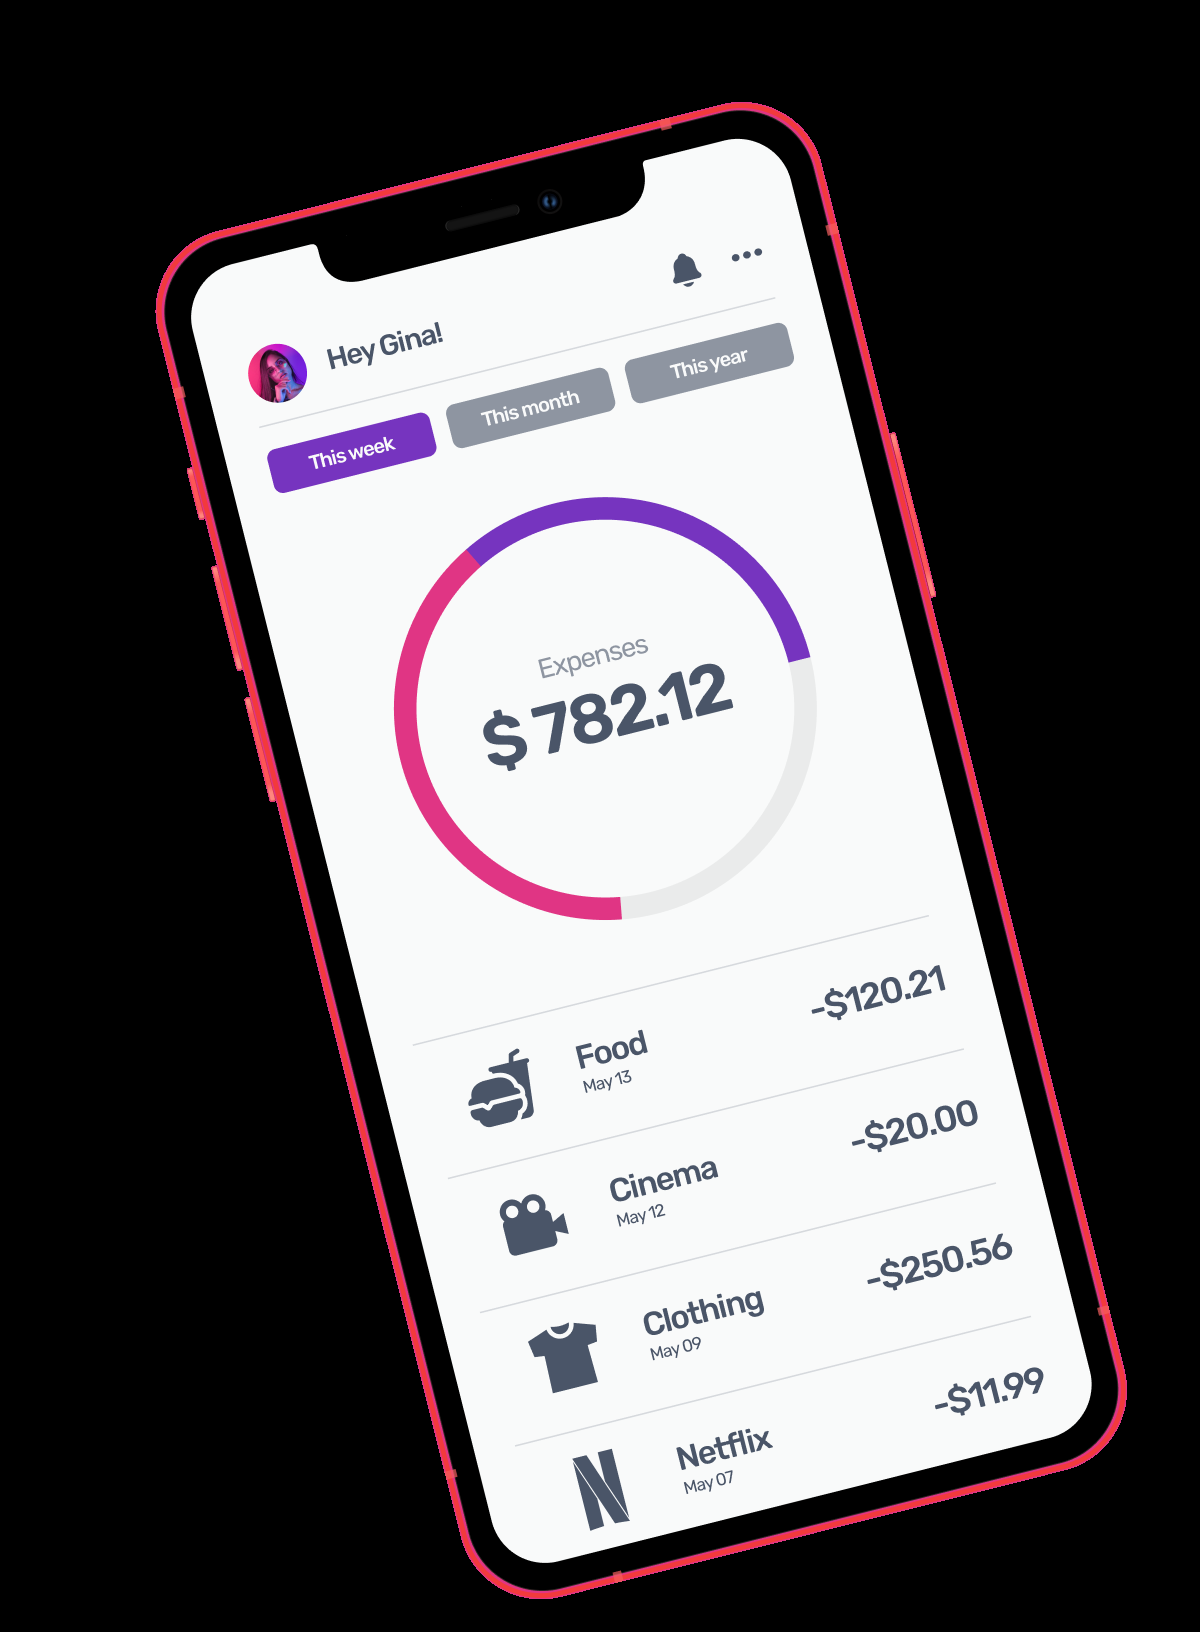 Hey Gina!
This week
This month
This year
Expenses
$ 782.12
Food
May 13
-$120.21
Cinema
May 12
-$20.00
Clothing
May 09
-$250.56
Netflix
May 07
-$11.99